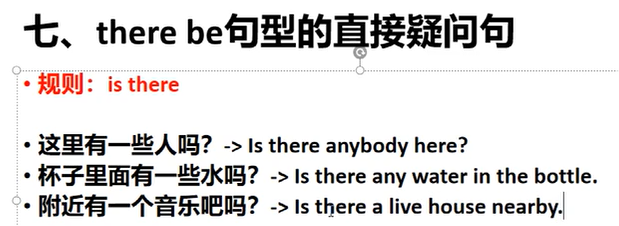 七、there be句型的直接疑问句
• 规则：is there
• 这里有一些人吗？-> Is there anybody here?
• 杯子里面有一些水吗？-> Is there any water in the bottle.
• 附近有一个音乐吧吗？-> Is there a live house nearby.